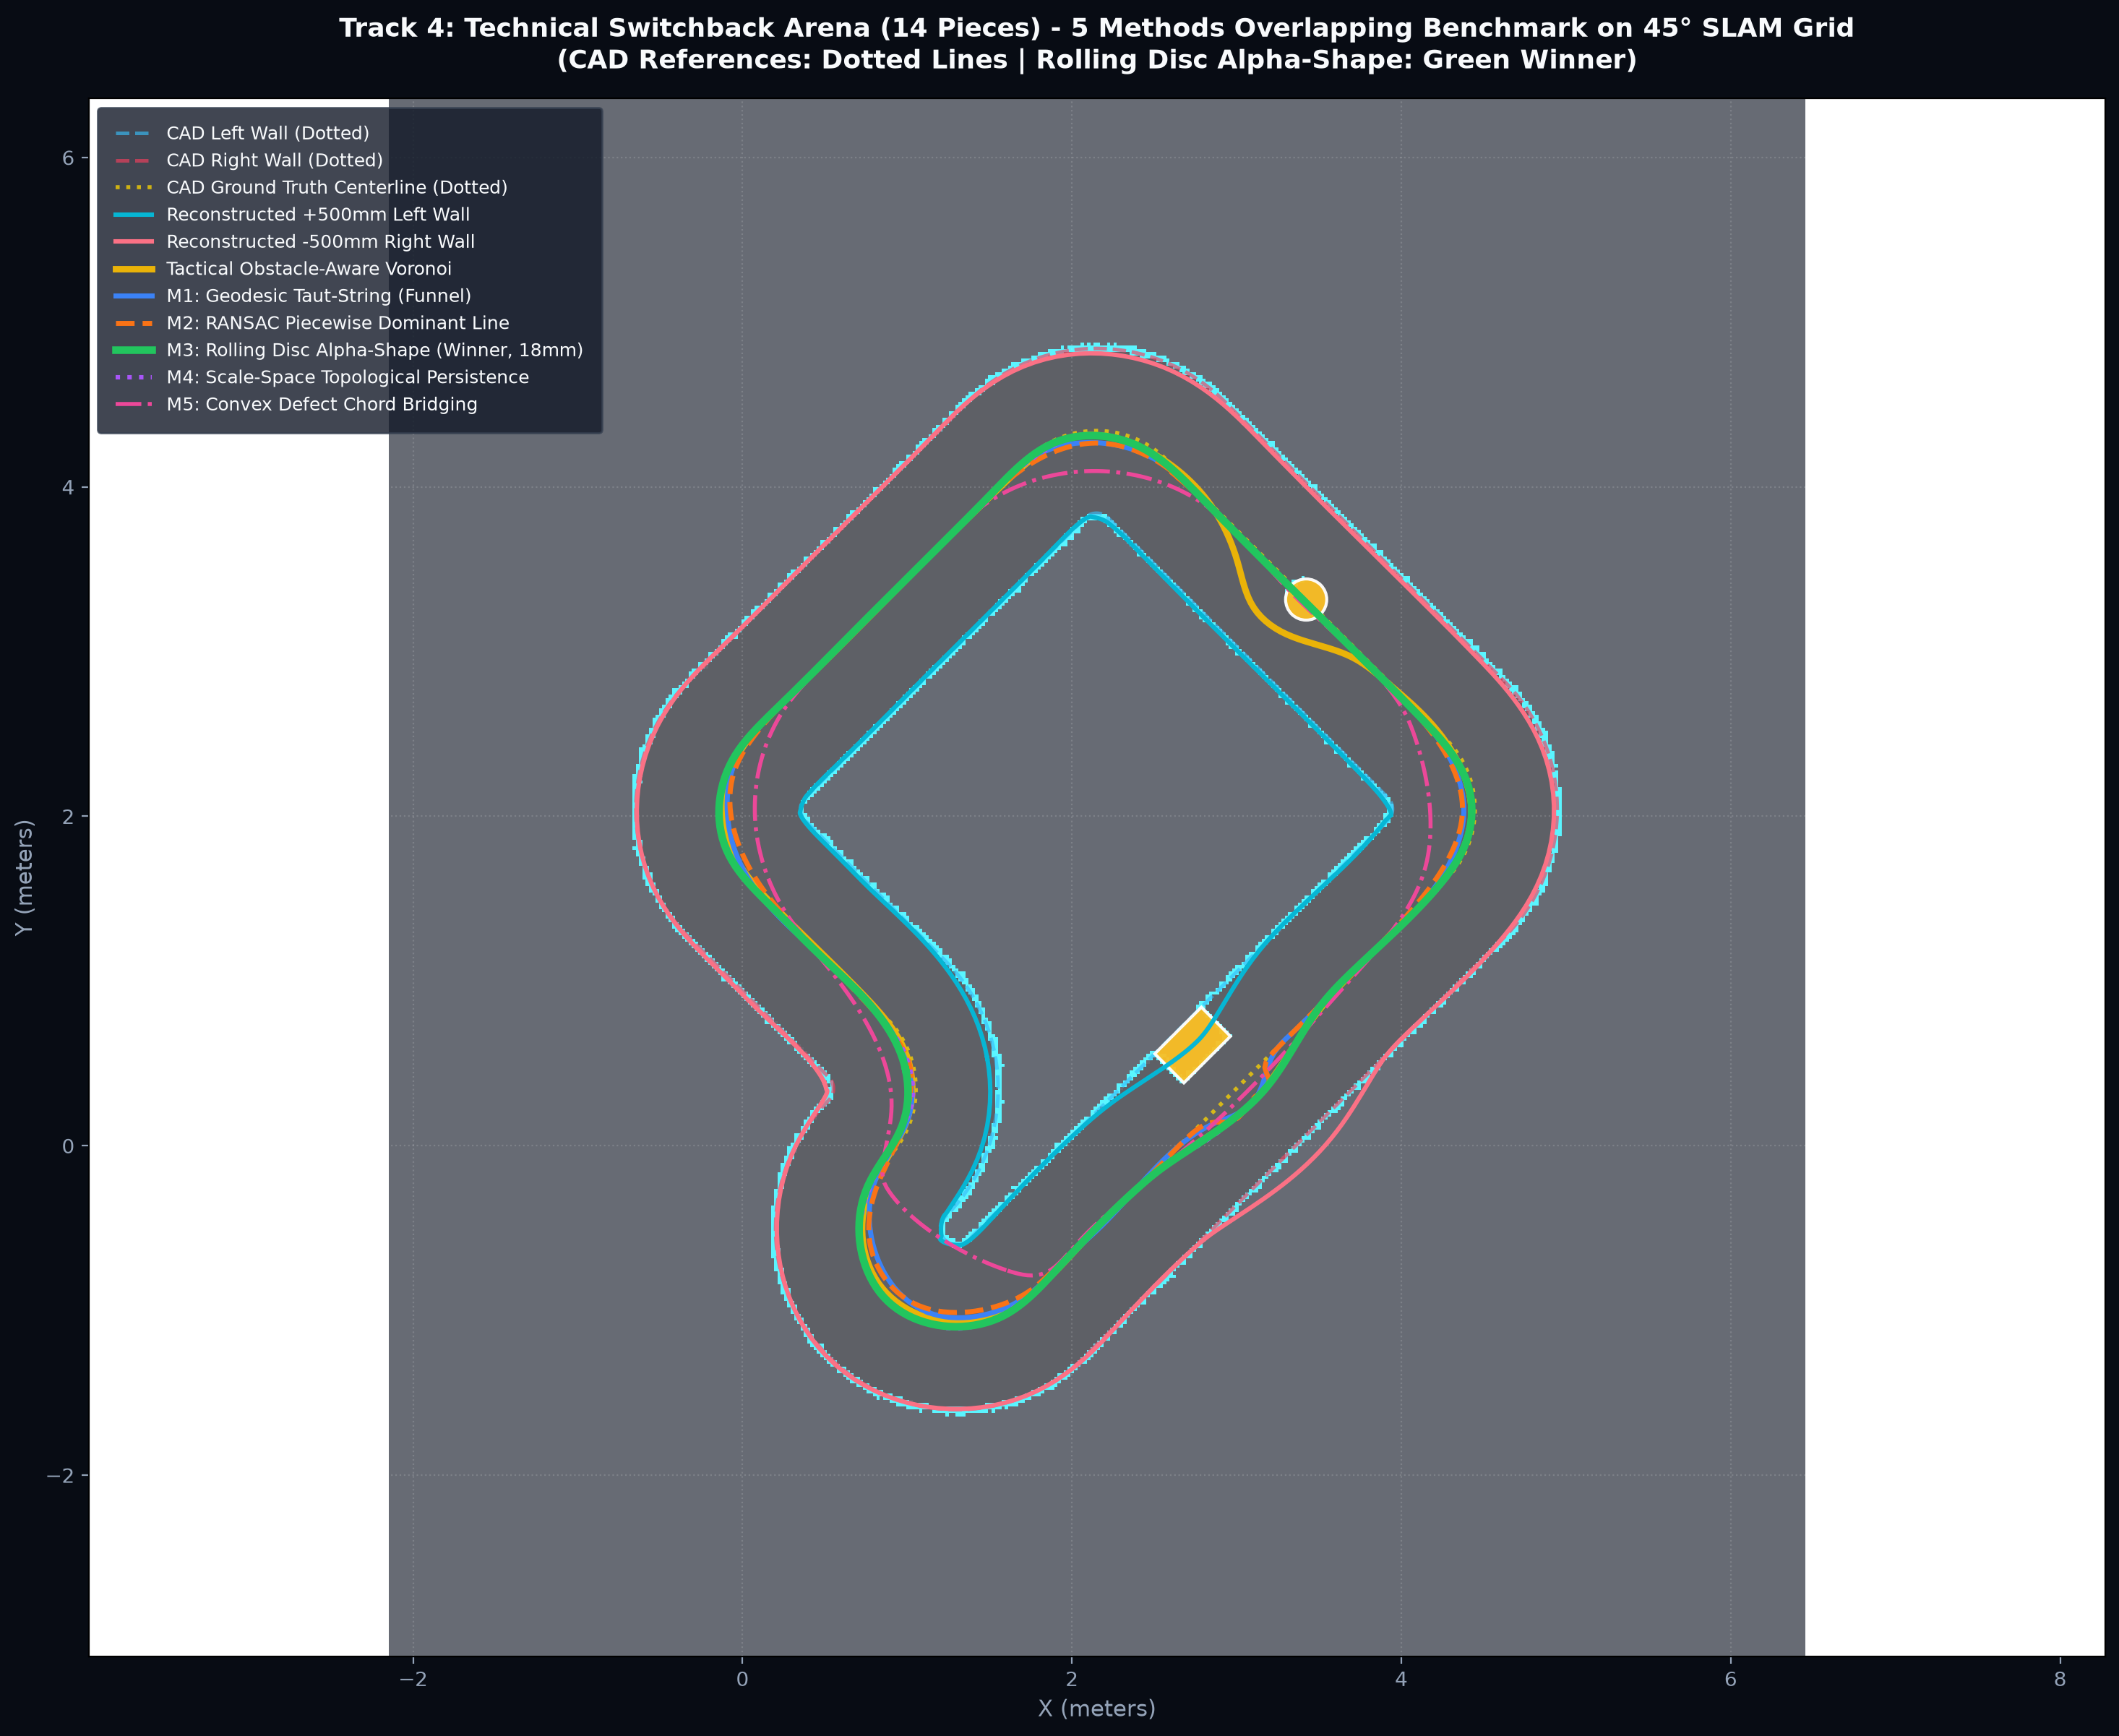 Track 4: Technical Switchback Arena (14 Pieces) - 5 Methods Overlapping Benchmark on 45° SLAM Grid
(CAD References: Dotted Lines | Rolling Disc Alpha-Shape: Green Winner)
CAD Left Wall (Dotted)
CAD Right Wall (Dotted)
CAD Ground Truth Centerline (Dotted)
Reconstructed +500mm Left Wall
Reconstructed -500mm Right Wall
Tactical Obstacle-Aware Voronoi
M1: Geodesic Taut-String (Funnel)
M2: RANSAC Piecewise Dominant Line
M3: Rolling Disc Alpha-Shape (Winner, 18mm)
M4: Scale-Space Topological Persistence
M5: Convex Defect Chord Bridging
6
4
2
0
−2
Y (meters)
−2
0
2
4
6
8
X (meters)